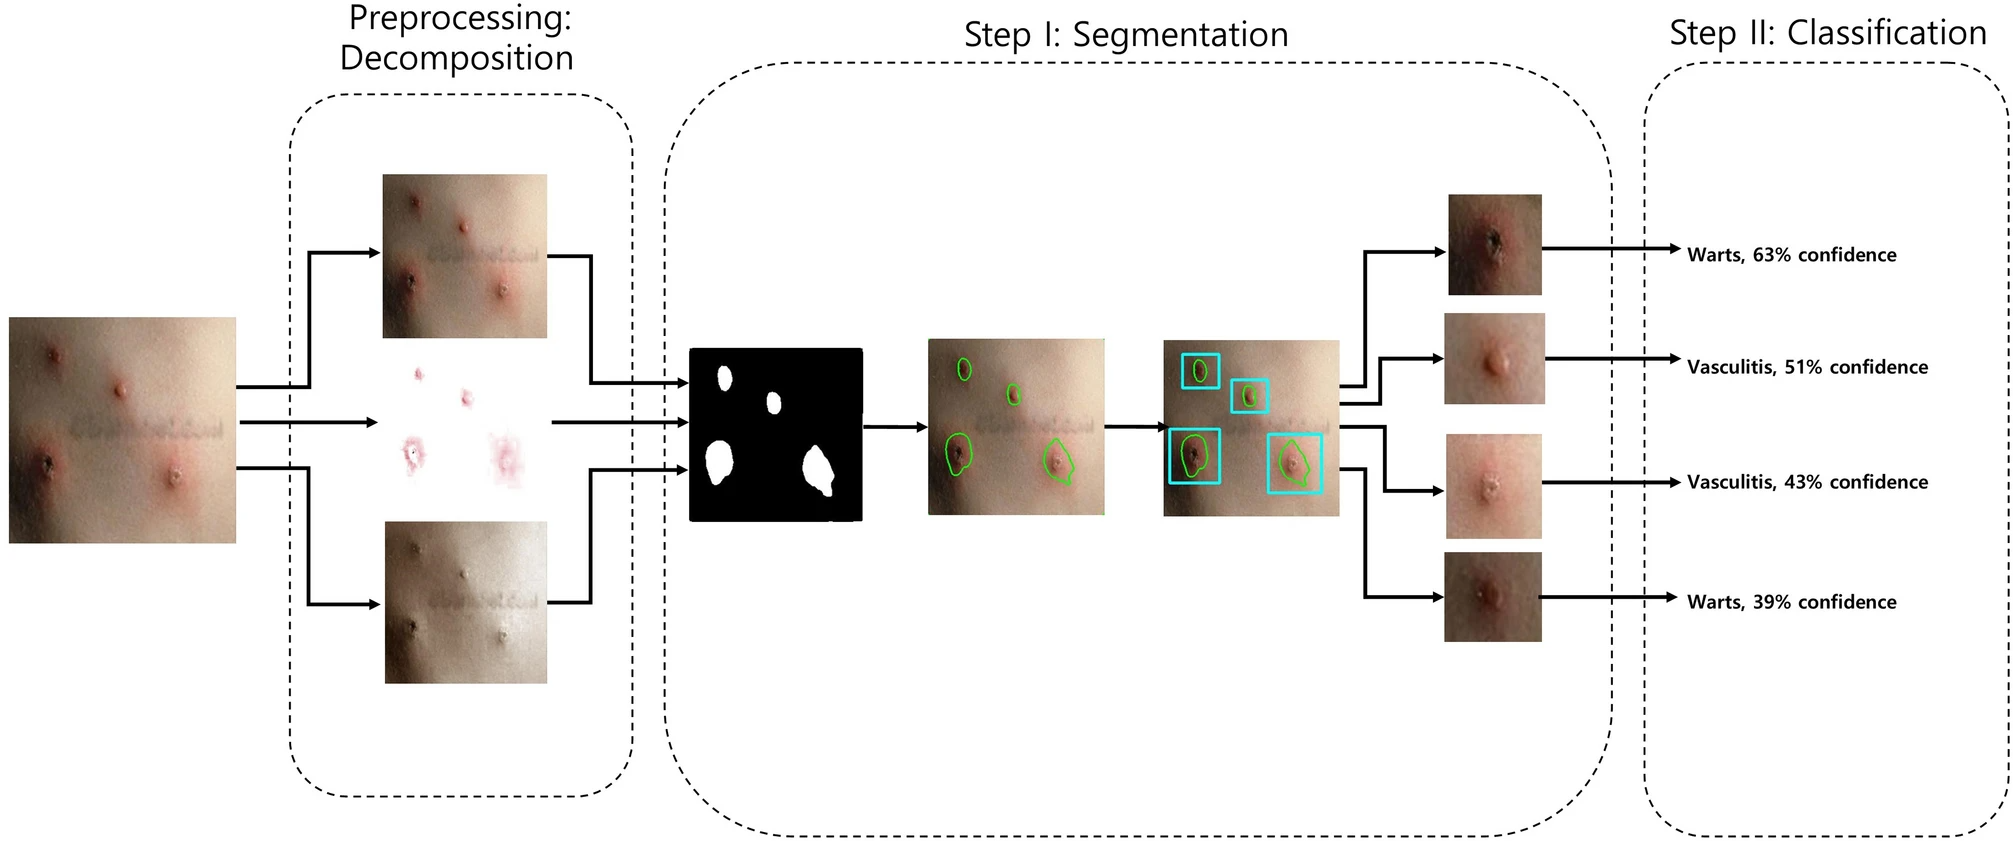 Preprocessing:
Decomposition
Step I: Segmentation
Step II: Classification
Warts, 63% confidence
Vasculitis, 51% confidence
Vasculitis, 43% confidence
Warts, 39% confidence